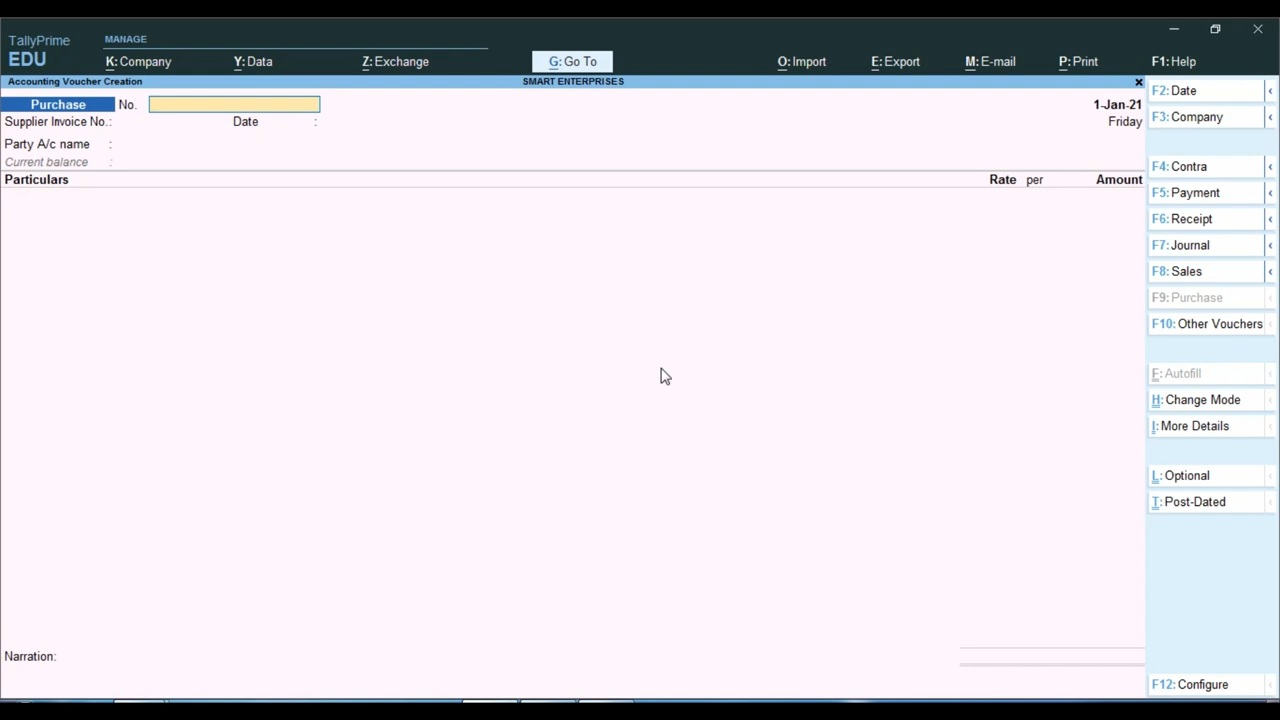 TallyPrime
EDU
MANAGE
K: Company
Y: Data
Z: Exchange
G: Go To
O: Import
E: Export
M: E-mail
P: Print
F1: Help
Accounting Voucher Creation
SMART ENTERPRISES
Purchase No.
1-Jan-21
Supplier Invoice No.:
Date :
Friday
Party A/c name :
Current balance :
Particulars
Rate per
Amount
Narration:
F2: Date
F3: Company
F4: Contra
F5: Payment
F6: Receipt
F7: Journal
F8: Sales
F9: Purchase
F10: Other Vouchers
F: Autofill
H: Change Mode
I: More Details
L: Optional
T: Post-Dated
F12: Configure